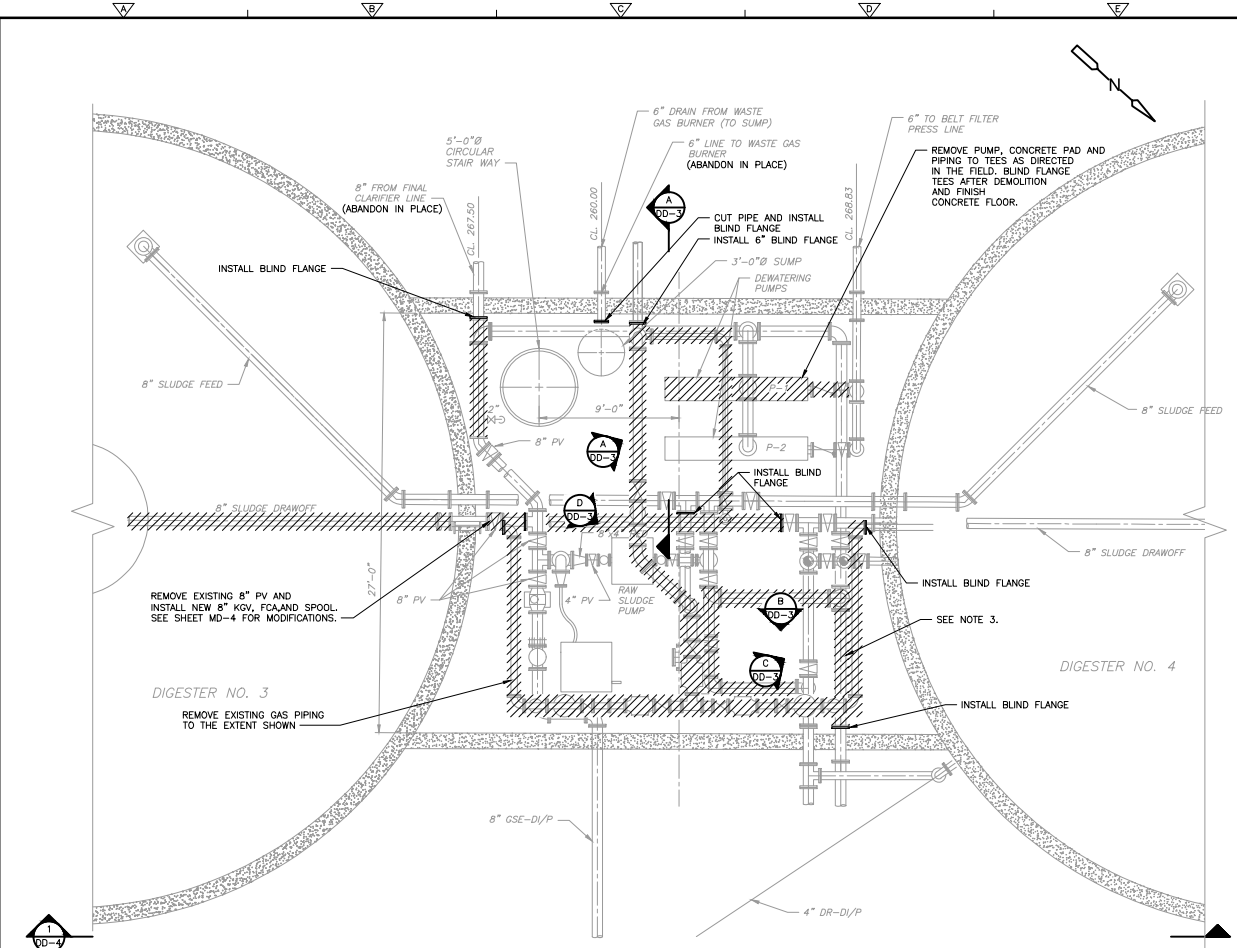 A
B
C
D
E
N
6" DRAIN FROM WASTE
GAS BURNER (TO SUMP)
6" TO BELT FILTER
PRESS LINE
5'-0"Ø
CIRCULAR
STAIR WAY
6" LINE TO WASTE GAS
BURNER
(ABANDON IN PLACE)
REMOVE PUMP, CONCRETE PAD AND
PIPING TO TEES AS DIRECTED
IN THE FIELD. BLIND FLANGE
TEES AFTER DEMOLITION
AND FINISH
CONCRETE FLOOR.
8" FROM FINAL
CLARIFIER LINE
(ABANDON IN PLACE)
CL. 267.50
CL. 260.00
CL. 268.83
A
DD-3
CUT PIPE AND INSTALL
BLIND FLANGE
INSTALL 6" BLIND FLANGE
3'-0"Ø SUMP
DEWATERING
PUMPS
INSTALL BLIND FLANGE
8" SLUDGE FEED
8" SLUDGE FEED
P-1
P-2
2"
9'-0"
8" PV
A
DD-3
INSTALL BLIND
FLANGE
D
DD-3
8" SLUDGE DRAWOFF
8" SLUDGE DRAWOFF
27'-0"
REMOVE EXISTING 8" PV AND
INSTALL NEW 8" KGV, FCA,AND SPOOL.
SEE SHEET MD-4 FOR MODIFICATIONS.
8" PV
4" PV
RAW
SLUDGE
PUMP
INSTALL BLIND FLANGE
B
DD-3
SEE NOTE 3.
C
DD-3
DIGESTER NO. 3
DIGESTER NO. 4
REMOVE EXISTING GAS PIPING
TO THE EXTENT SHOWN
INSTALL BLIND FLANGE
8" GSE-DI/P
4" DR-DI/P
1
DD-4